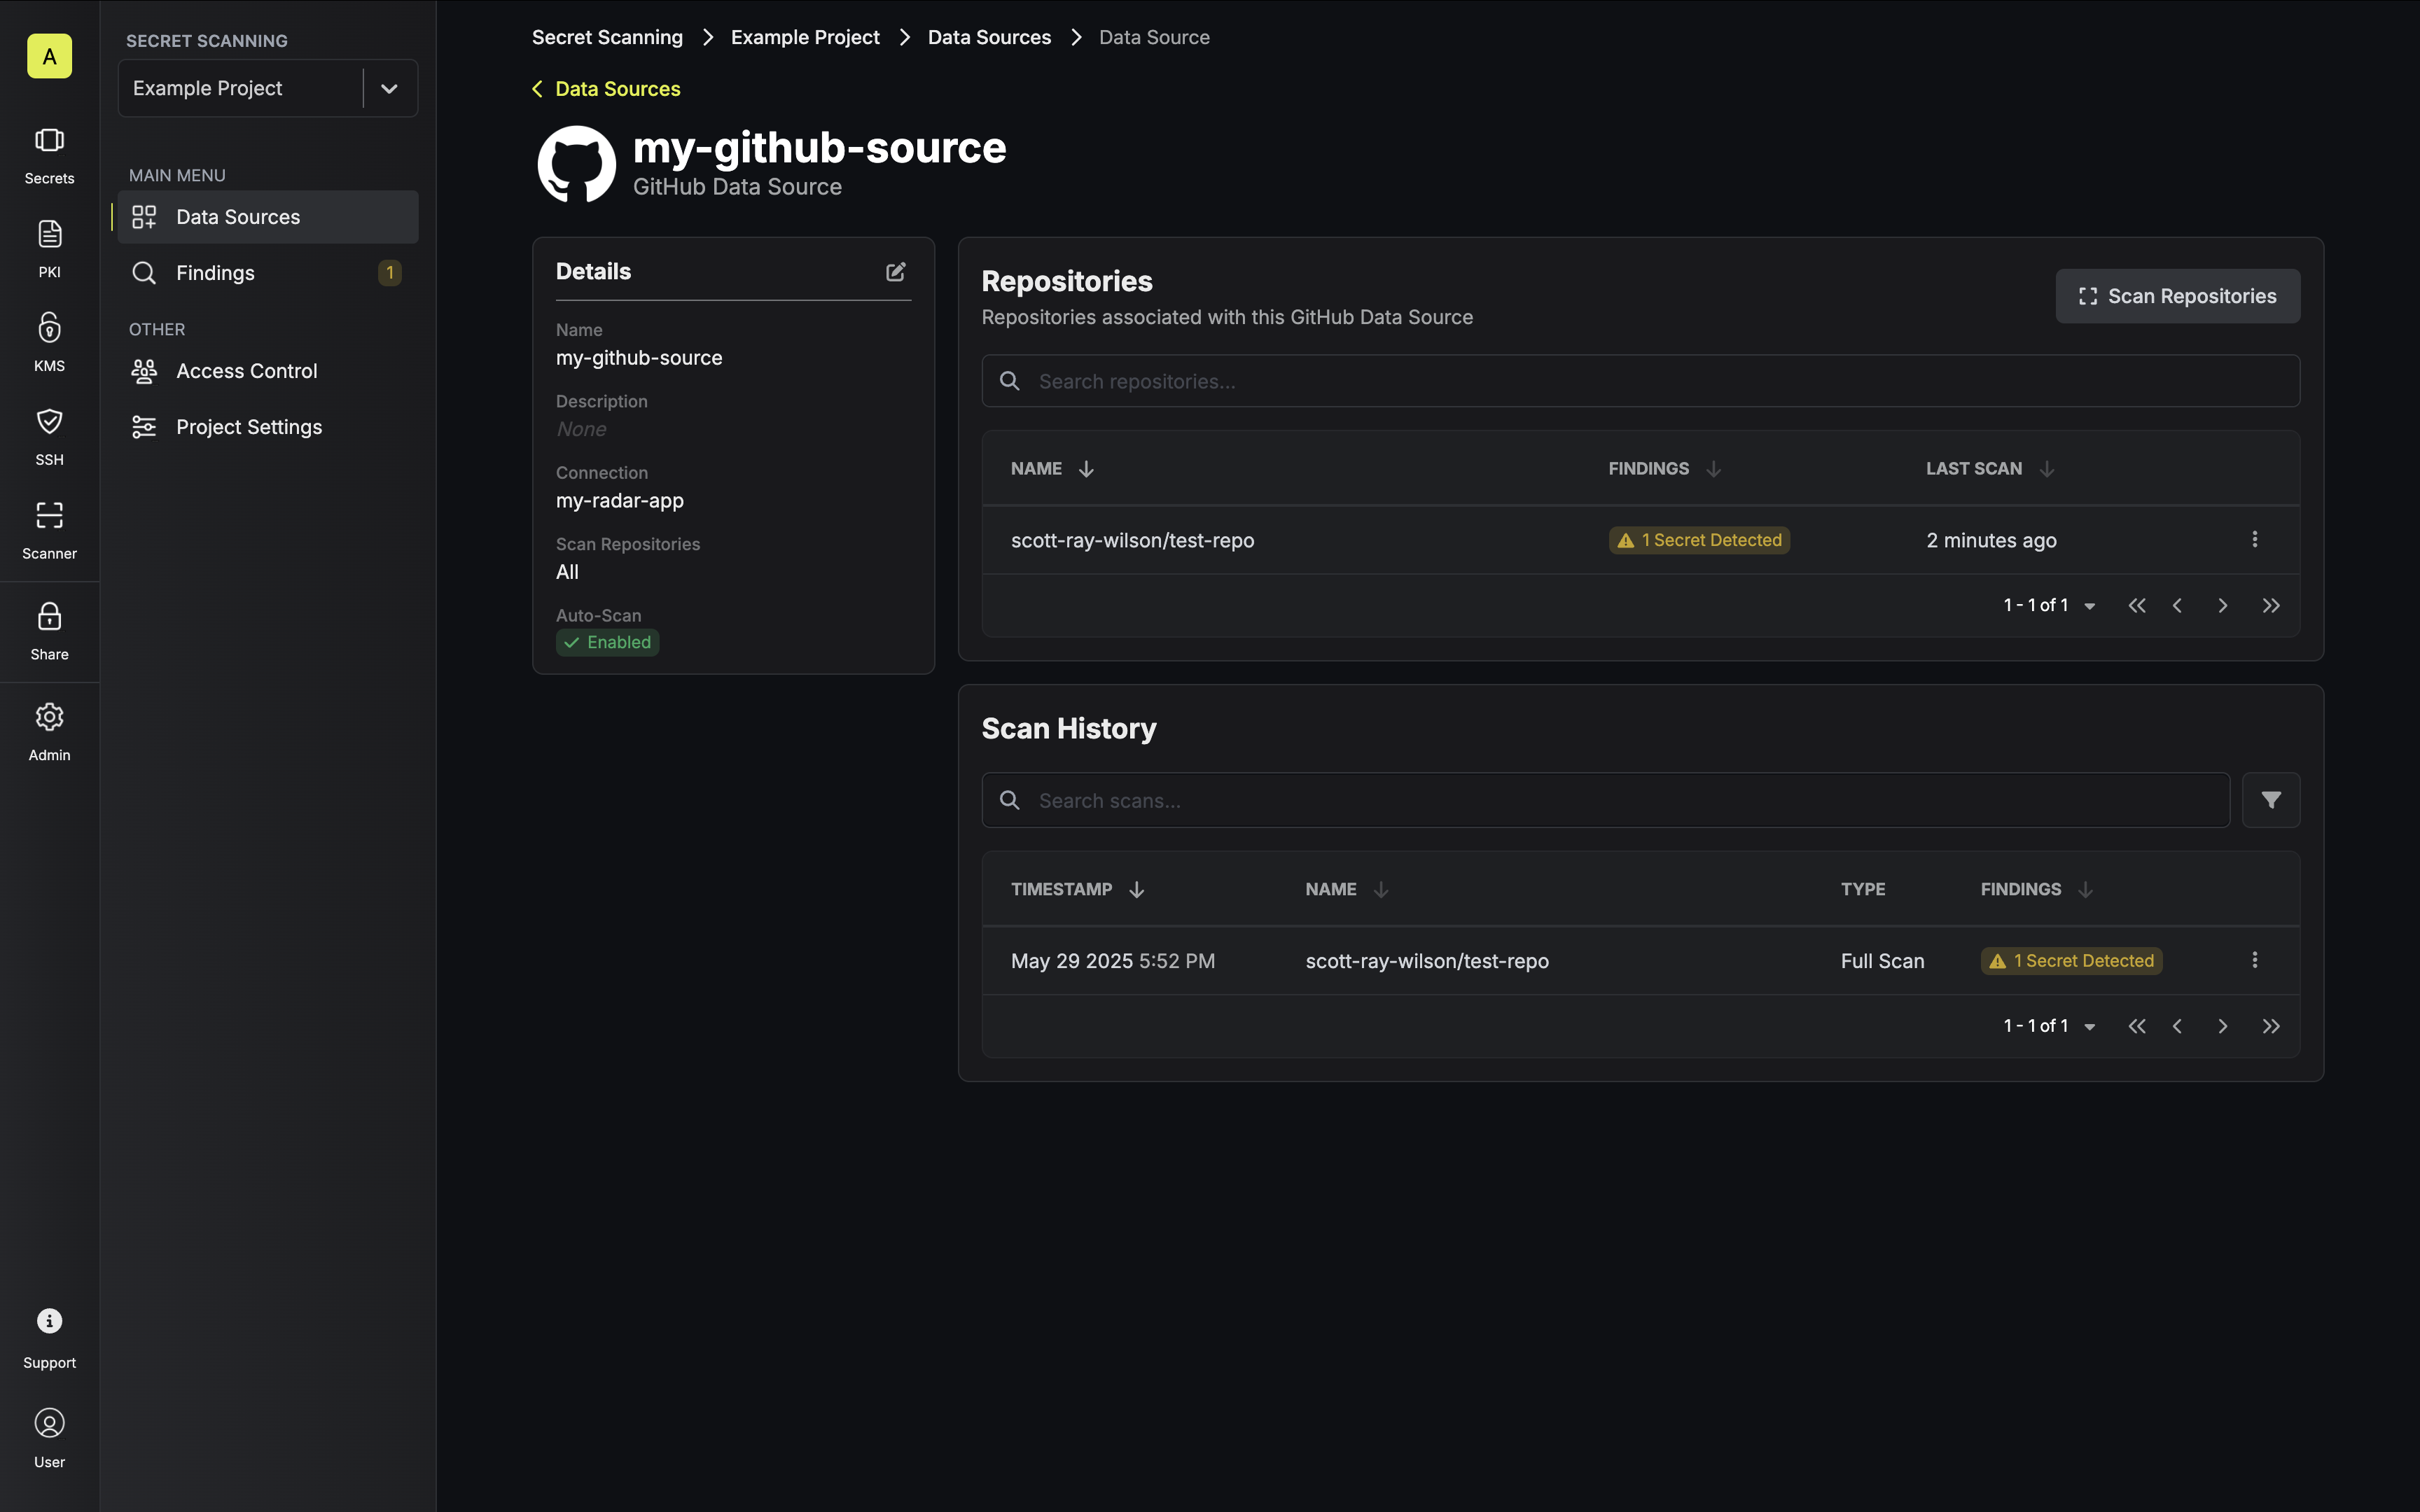 A
Secrets
PKI
KMS
SSH
Scanner
Share
Admin
Support
User
SECRET SCANNING
Example Project
MAIN MENU
Data Sources
Findings 1
OTHER
Access Control
Project Settings
Secret Scanning Example Project Data Sources Data Source
Data Sources
my-github-source
GitHub Data Source
Details
Name
my-github-source
Description
None
Connection
my-radar-app
Scan Repositories
All
Auto-Scan
Enabled
Repositories
Repositories associated with this GitHub Data Source
Scan Repositories
Search repositories...
NAME FINDINGS LAST SCAN
scott-ray-wilson/test-repo 1 Secret Detected 2 minutes ago
1 - 1 of 1
Scan History
Search scans...
TIMESTAMP NAME TYPE FINDINGS
May 29 2025 5:52 PM scott-ray-wilson/test-repo Full Scan 1 Secret Detected
1 - 1 of 1